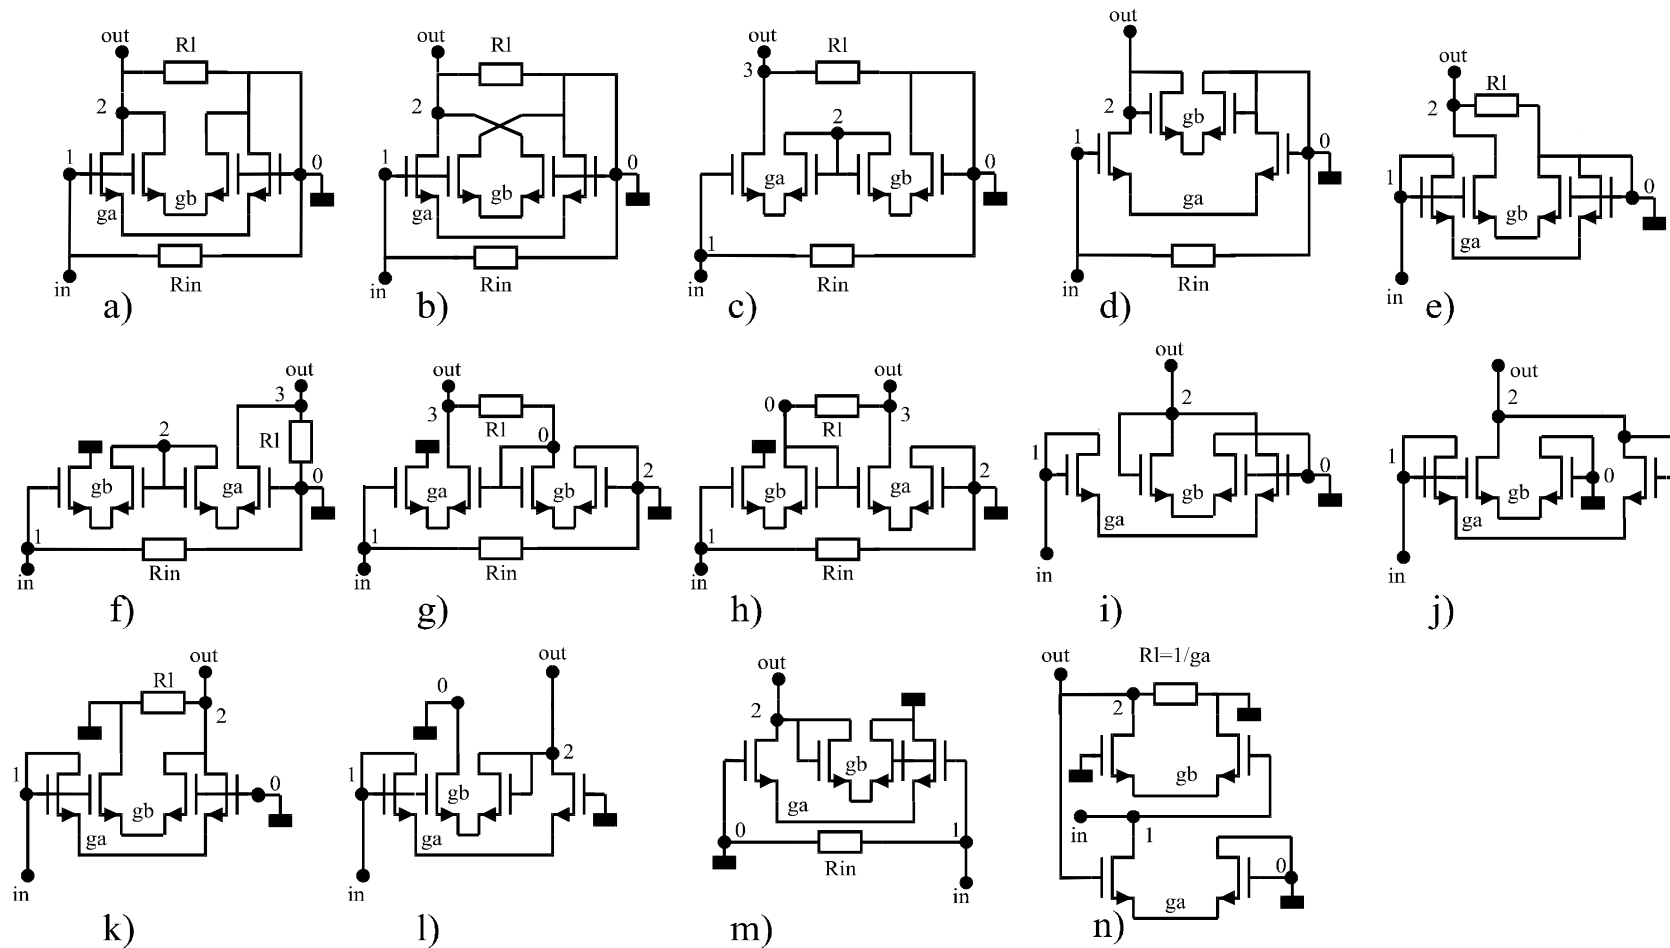 out
Rl
2
1
0
gb
ga
Rin
in
a)
out
Rl
2
1
0
gb
ga
Rin
in
b)
out
Rl
3
2
0
ga
gb
1
Rin
in
c)
out
gb
2
1
0
ga
Rin
in
d)
out
Rl
2
1
0
gb
ga
in
e)
out
3
Rl
2
0
gb
ga
1
Rin
in
f)
out
3
Rl
0
2
ga
gb
1
Rin
in
g)
out
0
Rl
3
2
gb
ga
1
Rin
in
h)
out
2
1
0
gb
ga
in
i)
out
2
1
0
gb
ga
in
j)
out
Rl
2
1
0
gb
ga
in
k)
out
0
2
1
gb
ga
in
l)
out
2
gb
ga
0
1
Rin
in
m)
out
Rl=1/ga
2
gb
in
1
0
ga
n)